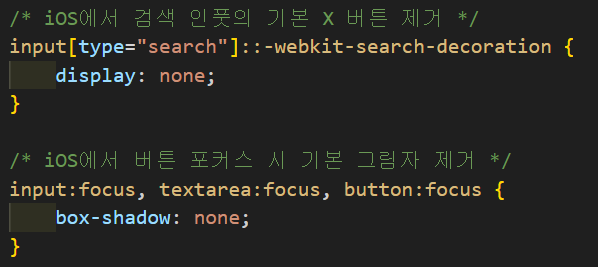 /* iOS에서 검색 인풋의 기본 X 버튼 제거 */
input[type="search"]::-webkit-search-decoration {
    display: none;
}

/* iOS에서 버튼 포커스 시 기본 그림자 제거 */
input:focus, textarea:focus, button:focus {
    box-shadow: none;
}